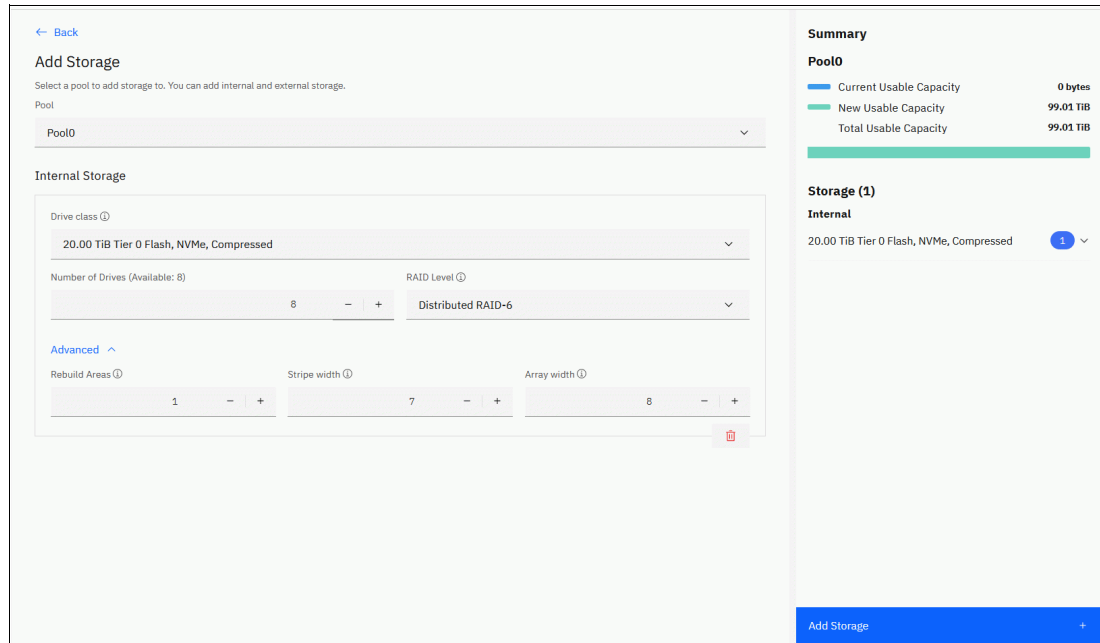 Back
Add Storage
Select a pool to add storage to. You can add internal and external storage.
Pool
Pool0
Internal Storage
Drive class
20.00 TiB Tier 0 Flash, NVMe, Compressed
Number of Drives (Available: 8) RAID Level
8 − + Distributed RAID-6
Advanced
Rebuild Areas Stripe width Array width
1 − + 7 − + 8 − +
Summary
Pool0
Current Usable Capacity 0 bytes
New Usable Capacity 99.01 TiB
Total Usable Capacity 99.01 TiB
Storage (1)
Internal
20.00 TiB Tier 0 Flash, NVMe, Compressed 1
Add Storage +